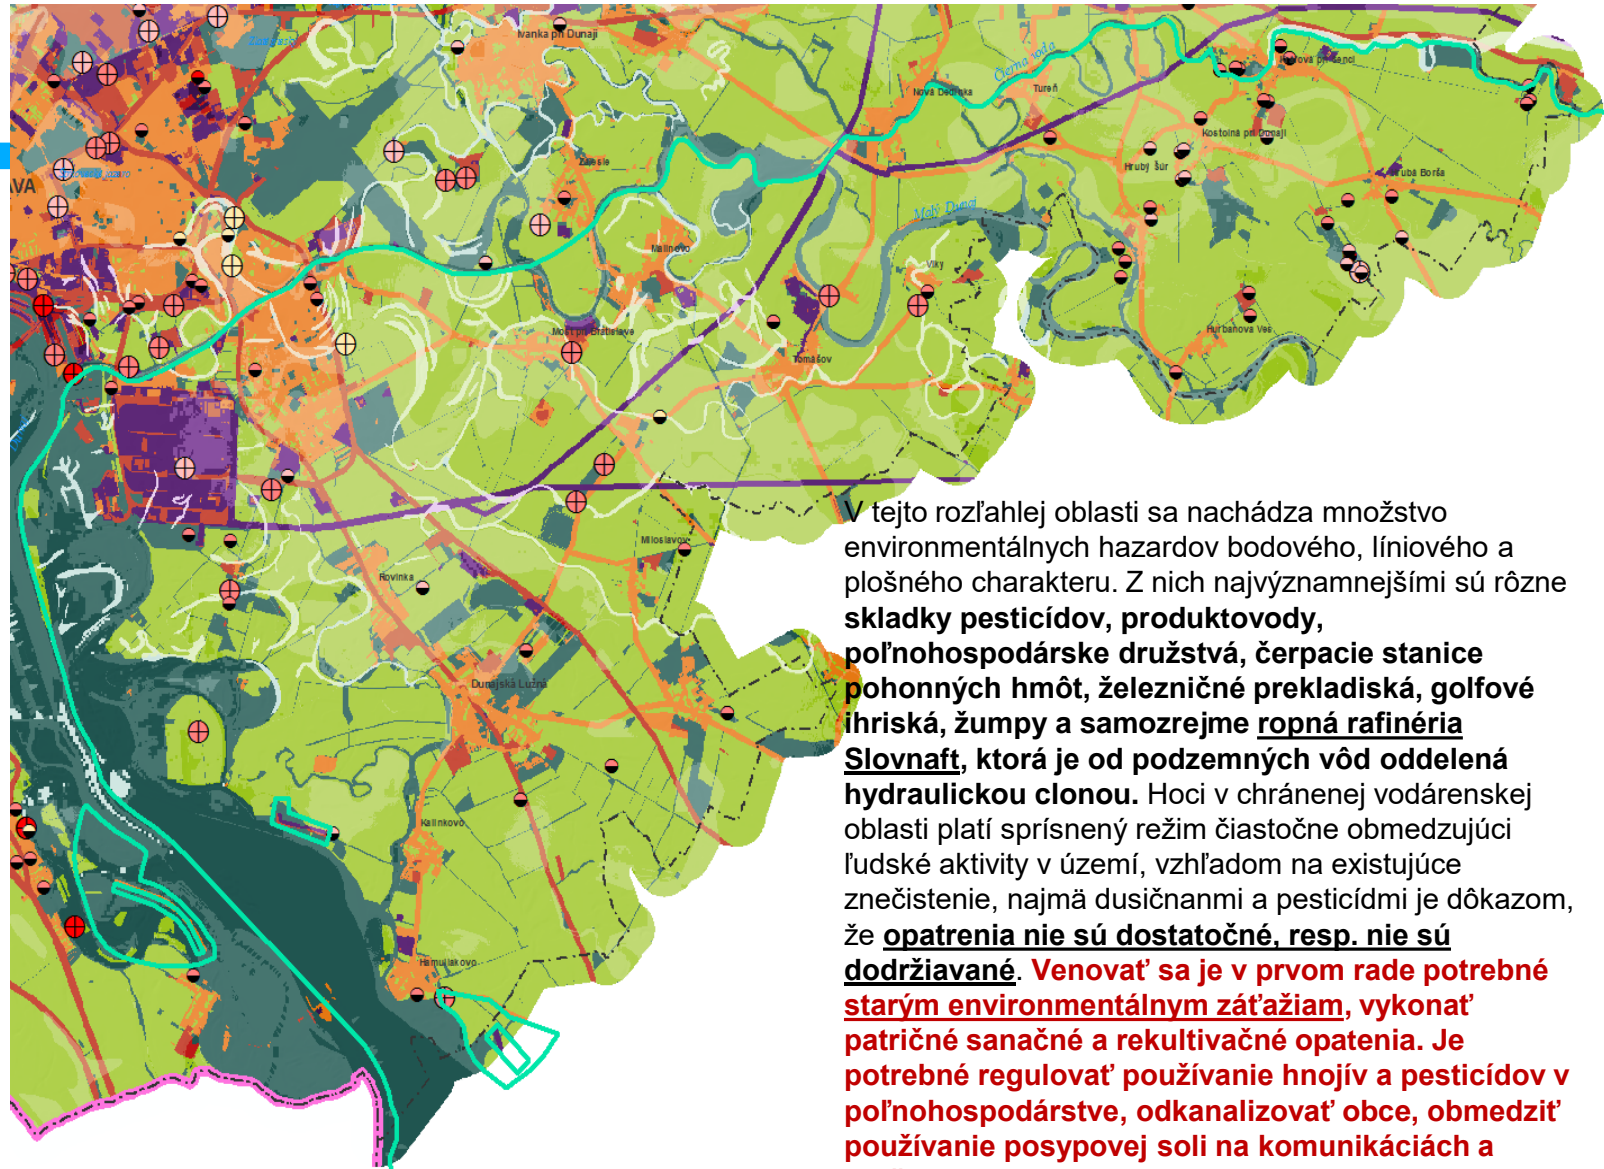 Ivanka pri Dunaji
Čierna voda
Nová Dedinka
Tureň
Kostolná pri Dunaji
Zálesie
Hrubý Šúr
Hrubá Borša
VA
Malý Dunaj
Malinovo
Vlky
Most pri Bratislave
Hurbanova Ves
Tomášov
Miloslavov
Rovinka
Dunajská Lužná
Kalinkovo
Hamuliakovo
V tejto rozľahlej oblasti sa nachádza množstvo
environmentálnych hazardov bodového, líniového a
plošného charakteru. Z nich najvýznamnejšími sú rôzne
skladky pesticídov, produktovody,
poľnohospodárske družstvá, čerpacie stanice
pohonných hmôt, železničné prekladiská, golfové
ihriská, žumpy a samozrejme ropná rafinéria
Slovnaft, ktorá je od podzemných vôd oddelená
hydraulickou clonou. Hoci v chránenej vodárenskej
oblasti platí sprísnený režim čiastočne obmedzujúci
ľudské aktivity v území, vzhľadom na existujúce
znečistenie, najmä dusičnanmi a pesticídmi je dôkazom,
že opatrenia nie sú dostatočné, resp. nie sú
dodržiavané. Venovať sa je v prvom rade potrebné
starým environmentálnym záťažiam, vykonať
patričné sanačné a rekultivačné opatenia. Je
potrebné regulovať používanie hnojív a pesticídov v
poľnohospodárstve, odkanalizovať obce, obmedziť
používanie posypovej soli na komunikáciách a